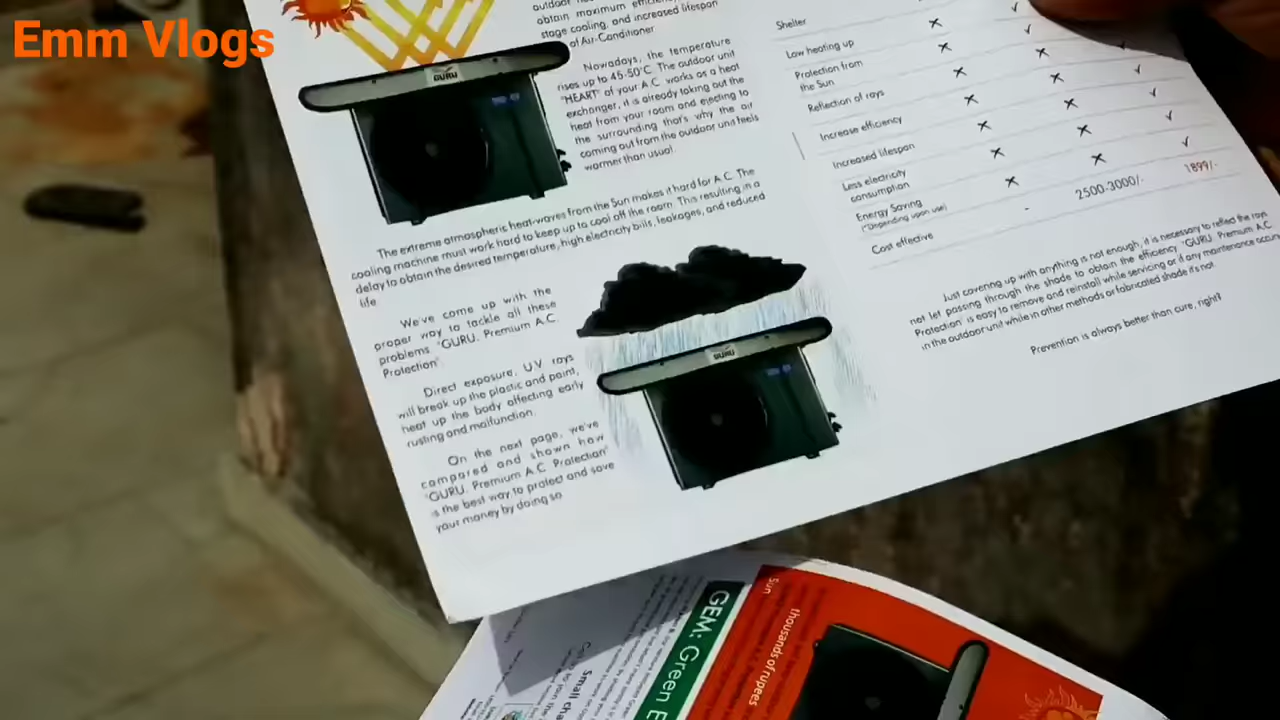 Emm Vlogs
obtain maximum
stage cooling, and increased lifespan
of Air-Conditioner
Nowadays, the temperature
rises up to 45-50°C. The outdoor unit
"HEART" of your A.C. works as a heat
exchanger, it is already taking out the
heat from your room and ejecting to
the surrounding that's why the air
coming out from the outdoor unit feels
warmer than usual.
GURU
The extreme atmospheric heat-waves from the Sun makes it hard for A.C. The
cooling machine must work hard to keep up to cool off the room. This resulting in a
delay to obtain the desired temperature, high electricity bills, leakages, and reduced
life.
We've come up with the
proper way to tackle all these
problems. "GURU. Premium A.C.
Protection".
Direct exposure, U.V rays
will break up the plastic and paint,
heat up the body affecting early
rusting and malfunction.
On the next page, we've
compared and shown how
"GURU. Premium A.C. Protection"
is the best way to protect and save
your money by doing so
GURU
Shelter
Low heating up
Protection from
the Sun
Reflection of rays
Increase efficiency
Increased lifespan
Less electricity
consumption
Energy Saving
(*Depending upon use)
Cost effective - 2500-3000/- 1899/-
Just covering up with anything is not enough, it is necessary to reflect the rays
not let passing through the shade to obtain the efficiency "GURU. Premium A.C.
Protection" is easy to remove and reinstall while servicing or if any maintenance
in the outdoor unit while in other methods or fabricated shade it's not
Prevention is always better than cure, right?
GEM: Green
Sun
thousands of rupees